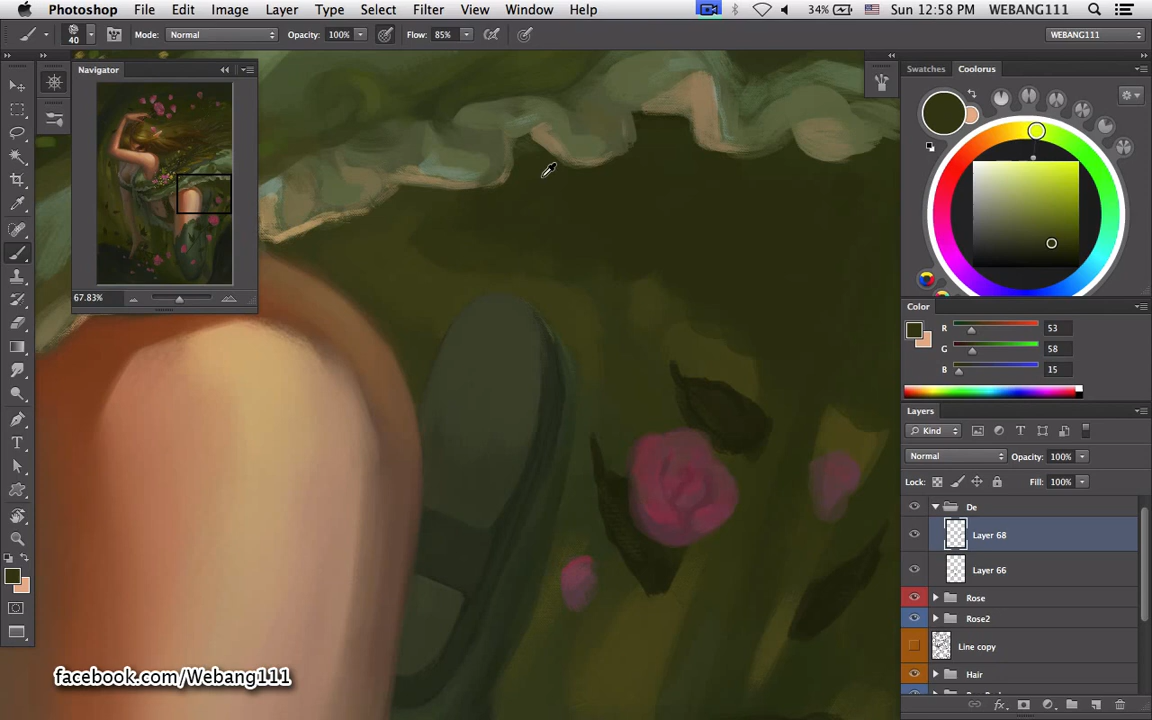 Photoshop File Edit Image Layer Type Select Filter View Window Help 34% Sun 12:58 PM WEBANG111
40 Mode: Normal Opacity: 100% Flow: 85% WEBANG111
Navigator
67.83%
Swatches Coolorus
Color
R 53
G 58
B 15
Layers
Kind
Normal Opacity: 100%
Lock: Fill: 100%
De
Layer 68
Layer 66
Rose
Rose2
Line copy
Hair
facebook.com/Webang111